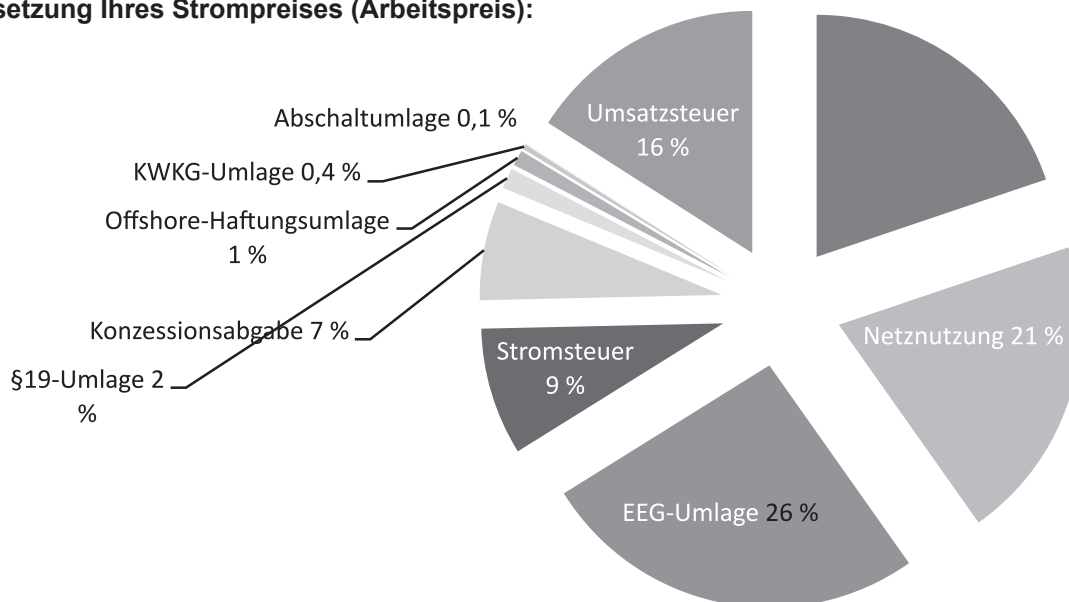 setzung Ihres Strompreises (Arbeitspreis):
Abschaltumlage 0,1 %
KWKG-Umlage 0,4 %
Offshore-Haftungsumlage
1 %
Konzessionsabgabe 7 %
§19-Umlage 2
%
Umsatzsteuer
16 %
Netznutzung 21 %
Stromsteuer
9 %
EEG-Umlage 26 %